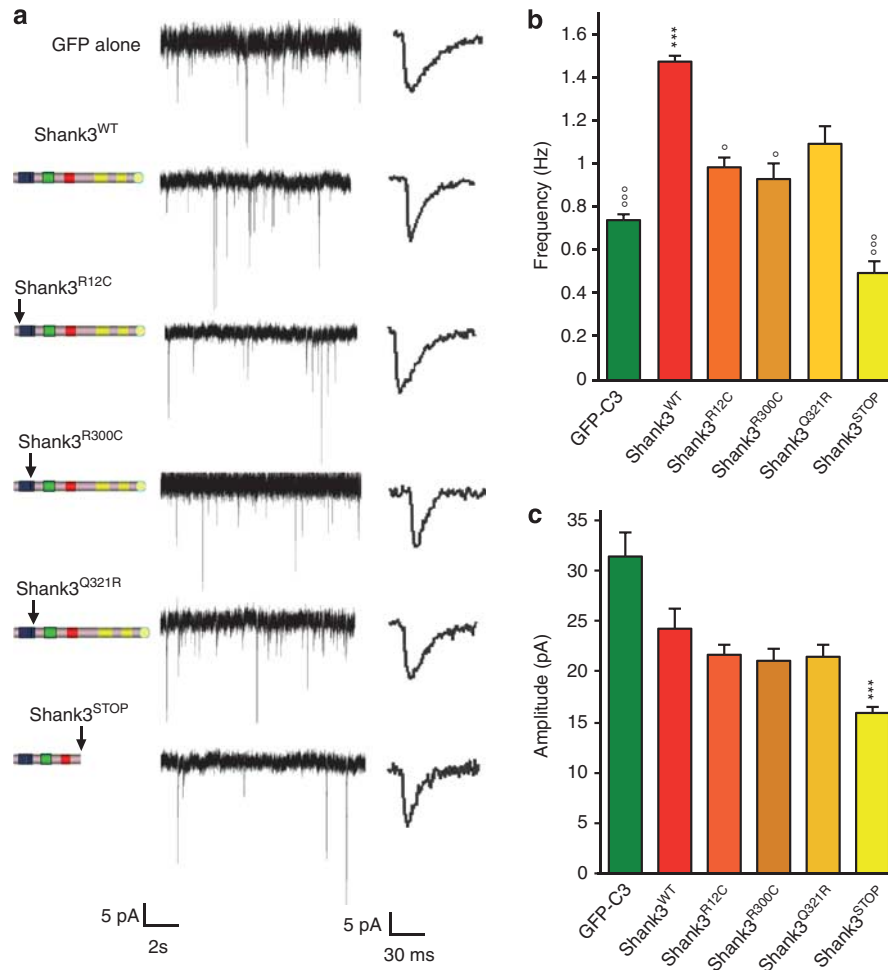 a
GFP alone
Shank3WT
Shank3R12C
Shank3R300C
Shank3Q321R
Shank3STOP
5 pA
2s
5 pA
30 ms
b
Frequency (Hz)
1.6
1.4
1.2
1
0.8
0.6
0.4
0.2
0
°°°
***
°
°
°°°
GFP-C3
Shank3WT
Shank3R12C
Shank3R300C
Shank3Q321R
Shank3STOP
c
Amplitude (pA)
35
30
25
20
15
10
5
0
***
GFP-C3
Shank3WT
Shank3R12C
Shank3R300C
Shank3Q321R
Shank3STOP